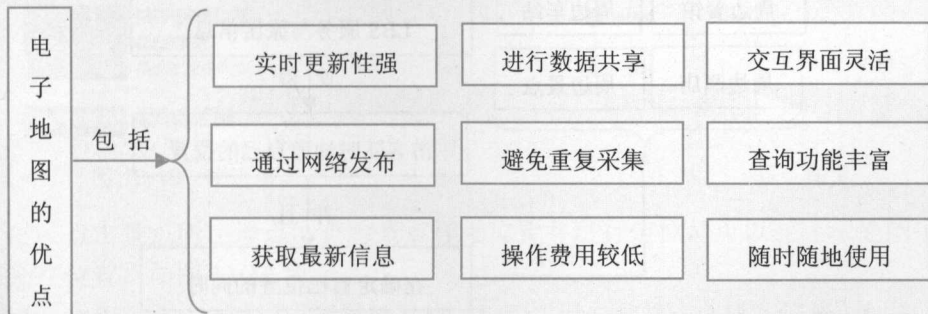 电子地图的优点
包括
实时更新性强
进行数据共享
交互界面灵活
通过网络发布
避免重复采集
查询功能丰富
获取最新信息
操作费用较低
随时随地使用